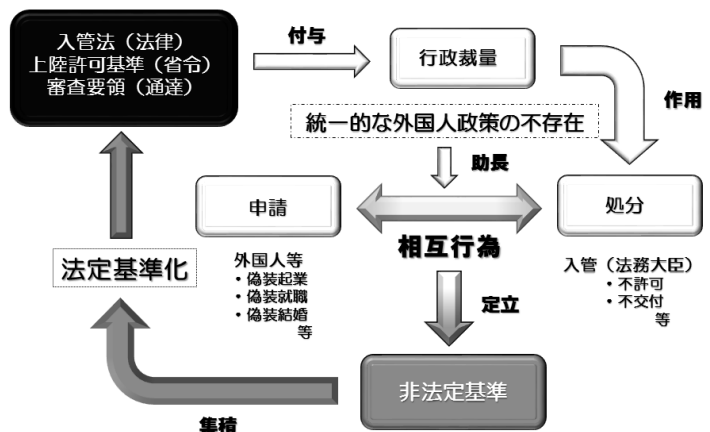 入管法（法律）
上陸許可基準（省令）
審査要領（通達）
付与
行政裁量
作用
統一的な外国人政策の不存在
助長
申請
処分
相互行為
外国人等
・偽装起業
・偽装就職
・偽装結婚
等
入管（法務大臣）
・不許可
・不交付
等
法定基準化
定立
非法定基準
集積